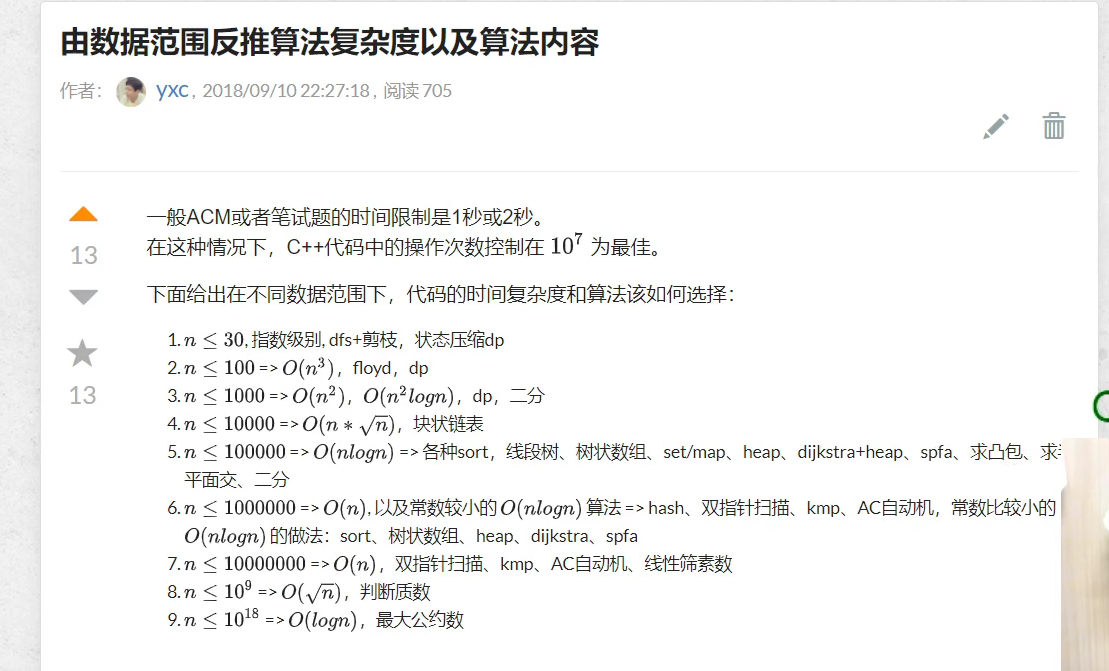 由数据范围反推算法复杂度以及算法内容
作者： yxc , 2018/09/10 22:27:18 , 阅读 705
一般ACM或者笔试题的时间限制是1秒或2秒。
13
在这种情况下，C++代码中的操作次数控制在 10^7 为最佳。
下面给出在不同数据范围下，代码的时间复杂度和算法该如何选择：
1. n ≤ 30, 指数级别, dfs+剪枝，状态压缩dp
2. n ≤ 100 => O(n^3)，floyd，dp
13
3. n ≤ 1000 => O(n^2)，O(n^2logn)，dp，二分
4. n ≤ 10000 => O(n * √n)，块状链表
5. n ≤ 100000 => O(nlogn) => 各种sort，线段树、树状数组、set/map、heap、dijkstra+heap、spfa、求凸包、求
平面交、二分
6. n ≤ 1000000 => O(n), 以及常数较小的 O(nlogn) 算法 => hash、双指针扫描、kmp、AC自动机，常数比较小的
O(nlogn) 的做法：sort、树状数组、heap、dijkstra、spfa
7. n ≤ 10000000 => O(n)，双指针扫描、kmp、AC自动机、线性筛素数
8. n ≤ 10^9 => O(√n)，判断质数
9. n ≤ 10^18 => O(logn)，最大公约数